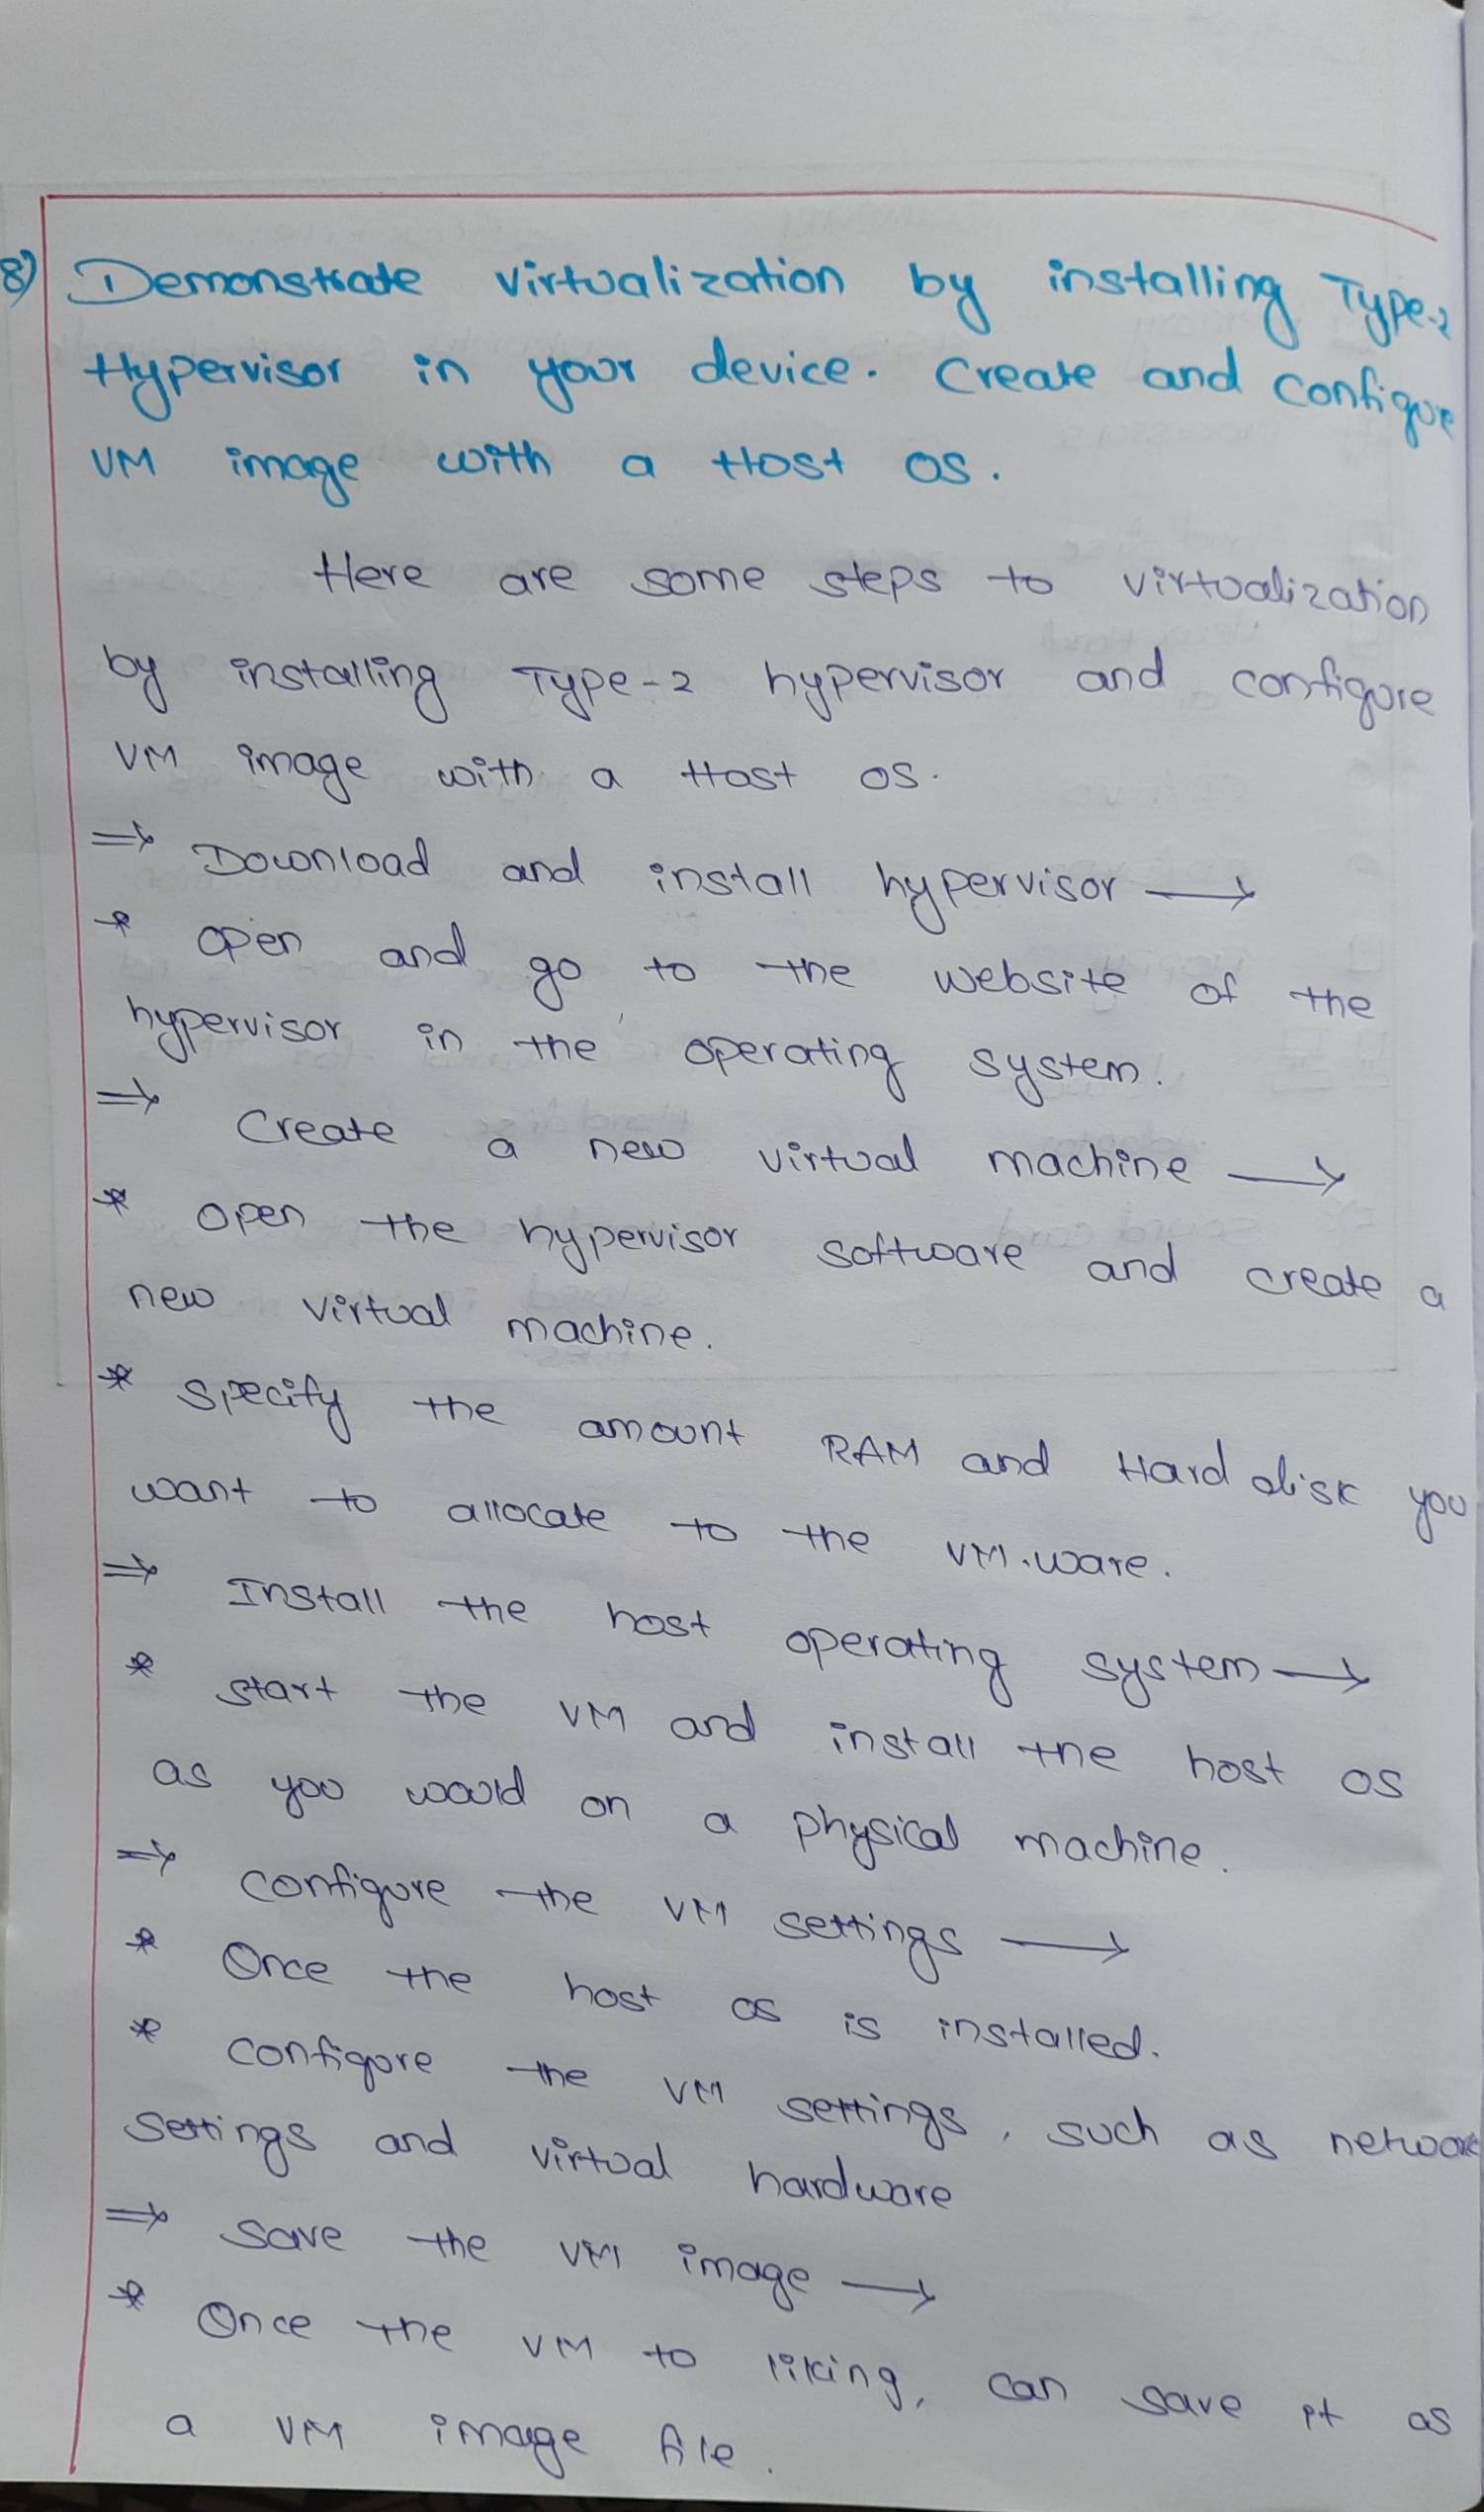 8) Demonstrate virtualization by installing Type-2
Hypervisor in your device. Create and Configure
VM image with a Host OS.
Here are some steps to virtualization
by installing Type-2 hypervisor and configure
VM image with a Host OS.
⇒ Download and install hypervisor →
* Open and go to the website of the
hypervisor in the operating system.
⇒ Create a new virtual machine →
* Open the hypervisor software and create a
new virtual machine.
* Specify the amount RAM and Hard disk you
want to allocate to the VM.ware.
⇒ Install the host operating system →
* start the VM and install the host OS
as you would on a physical machine.
⇒ configure the VM settings →
* Once the host OS is installed.
* configure the VM settings, such as network
settings and virtual hardware
⇒ Save the VM image →
* Once the VM to liking, can save it as
a VM image file.